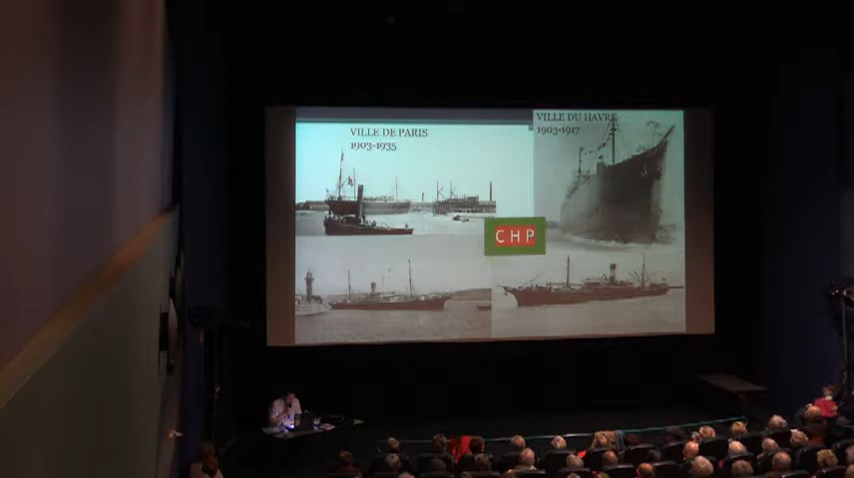 VILLE DE PARIS
1903-1935
VILLE DU HAVRE
1903-1917
CHP